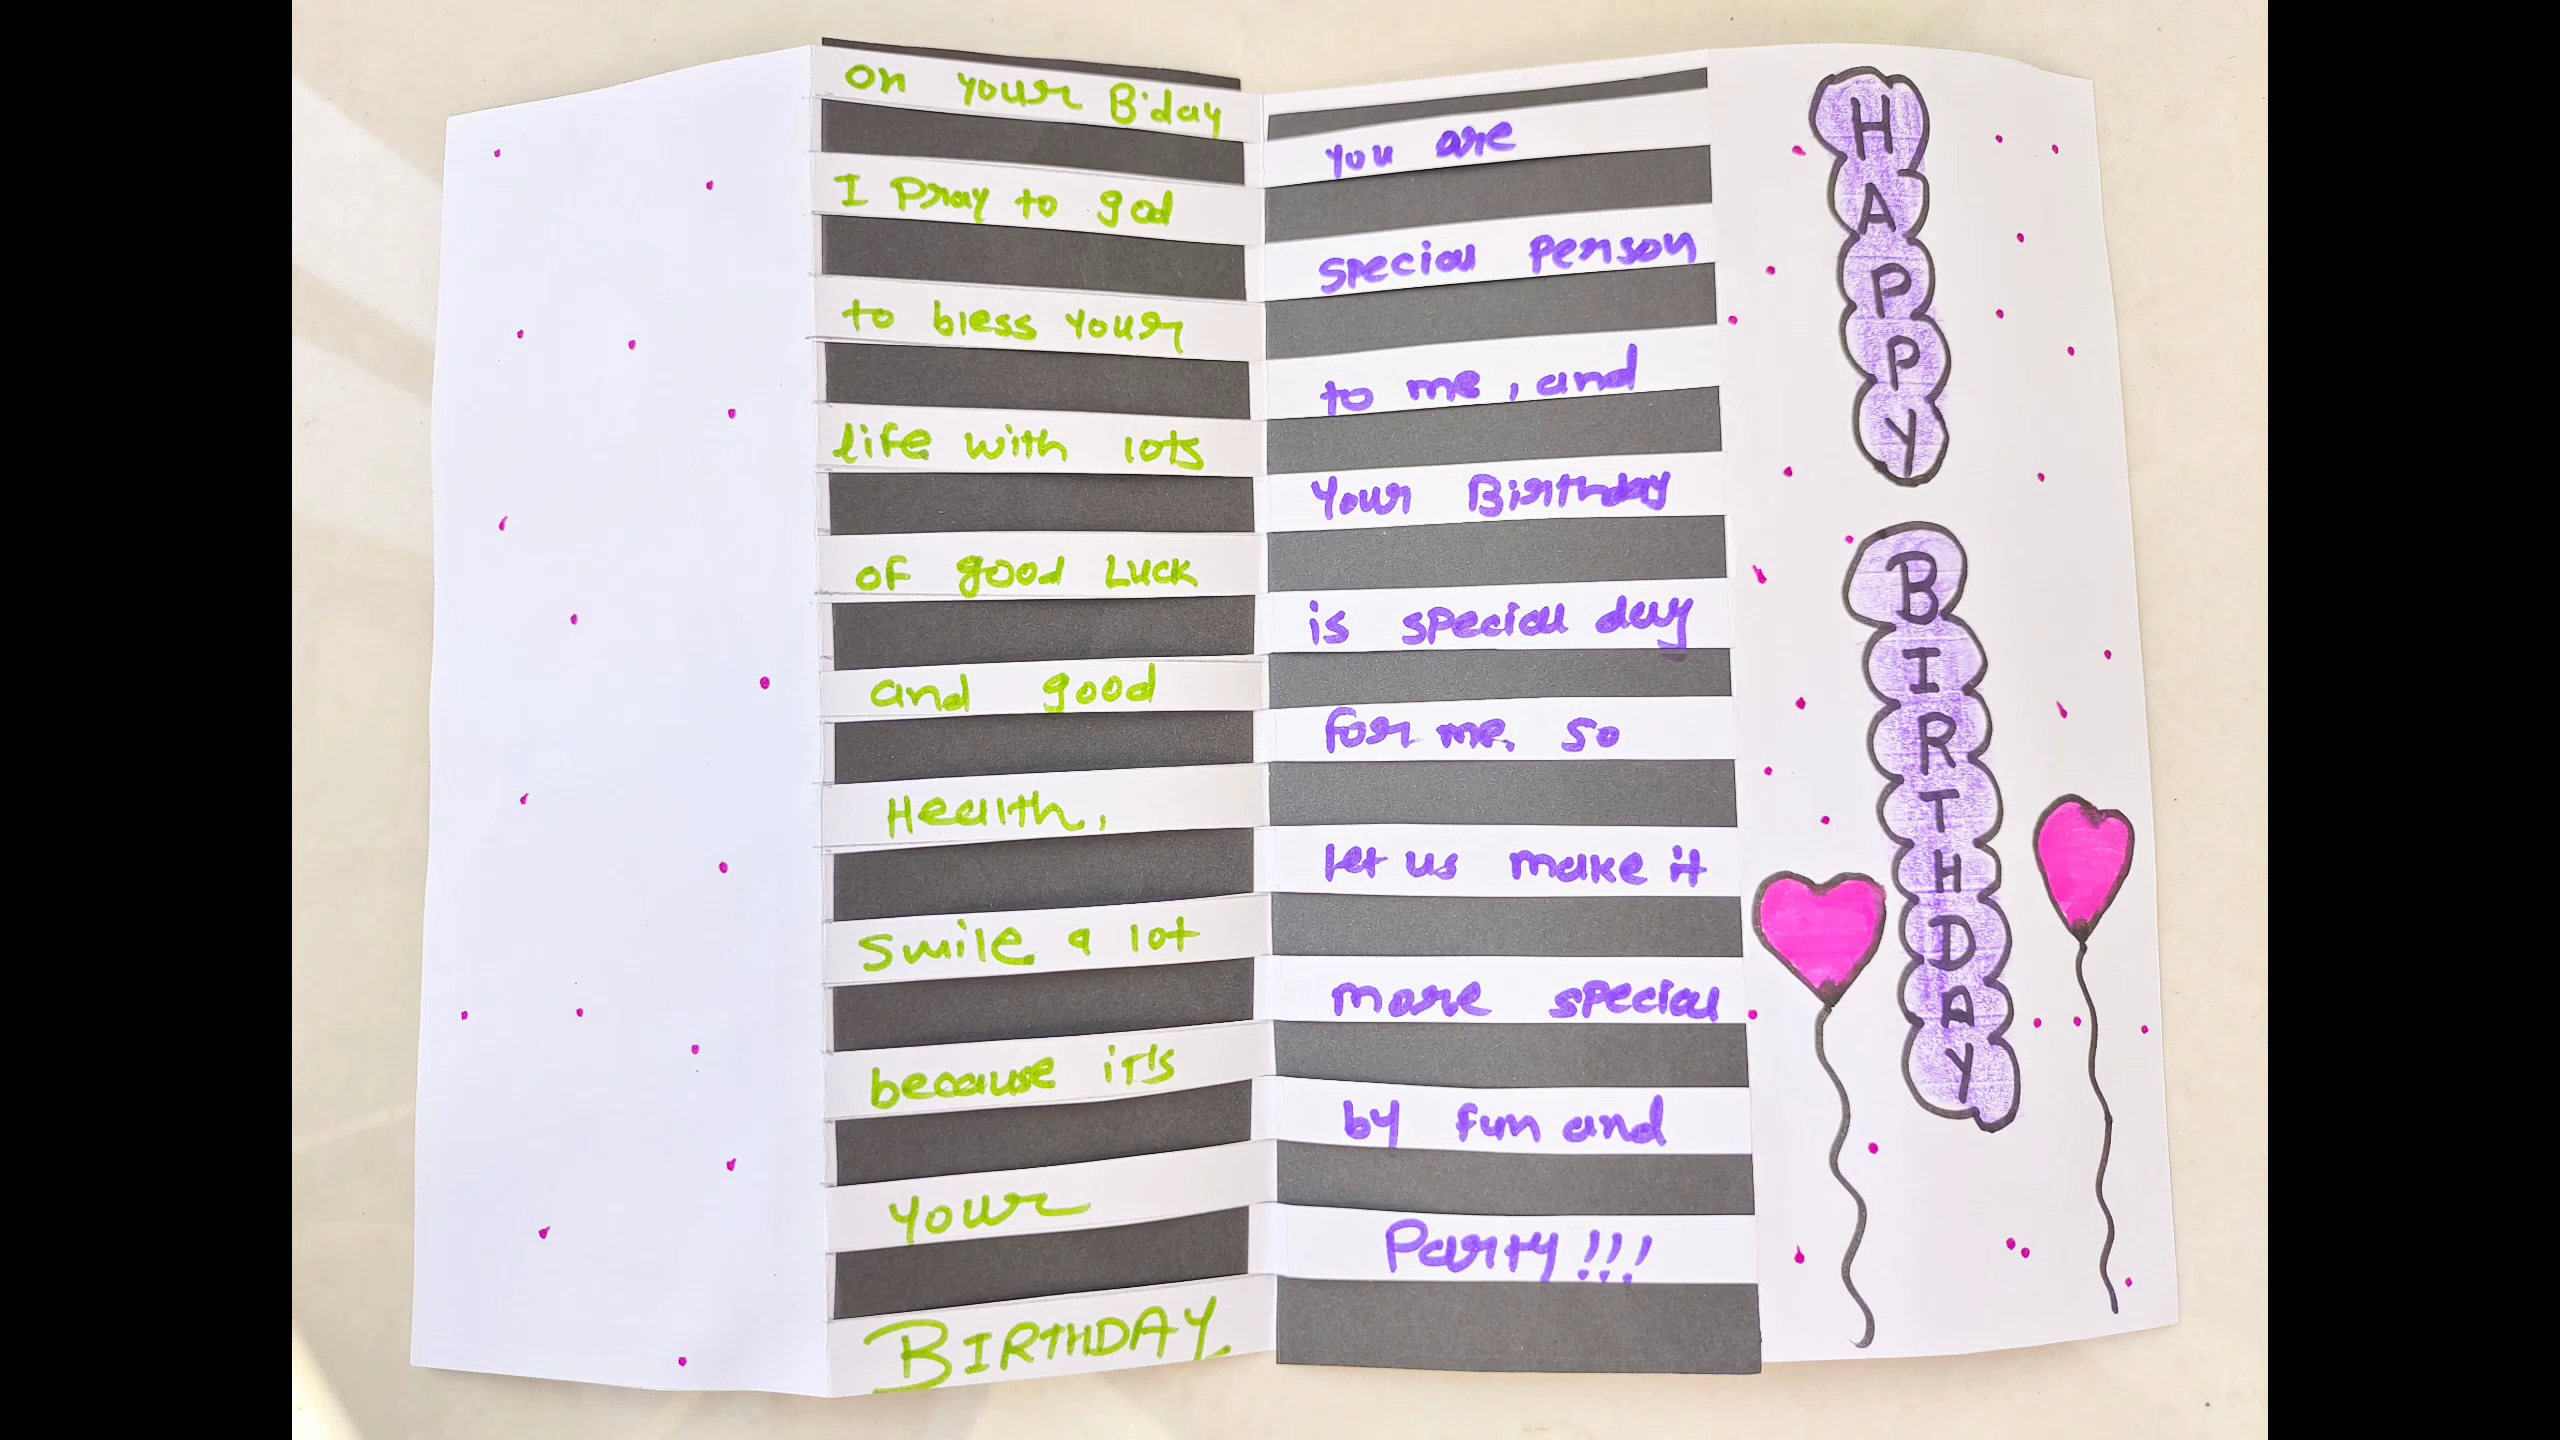 on your B'day
I Pray to god
to bless your
life with lots
of good Luck
and good
Health,
smile a lot
because it's
your
BIRTHDAY
you are
special person
to me, and
Your Birthday
is special day
for me. so
let us make it
more special
by fun and
Party!!!
HAPPY
BIRTHDAY